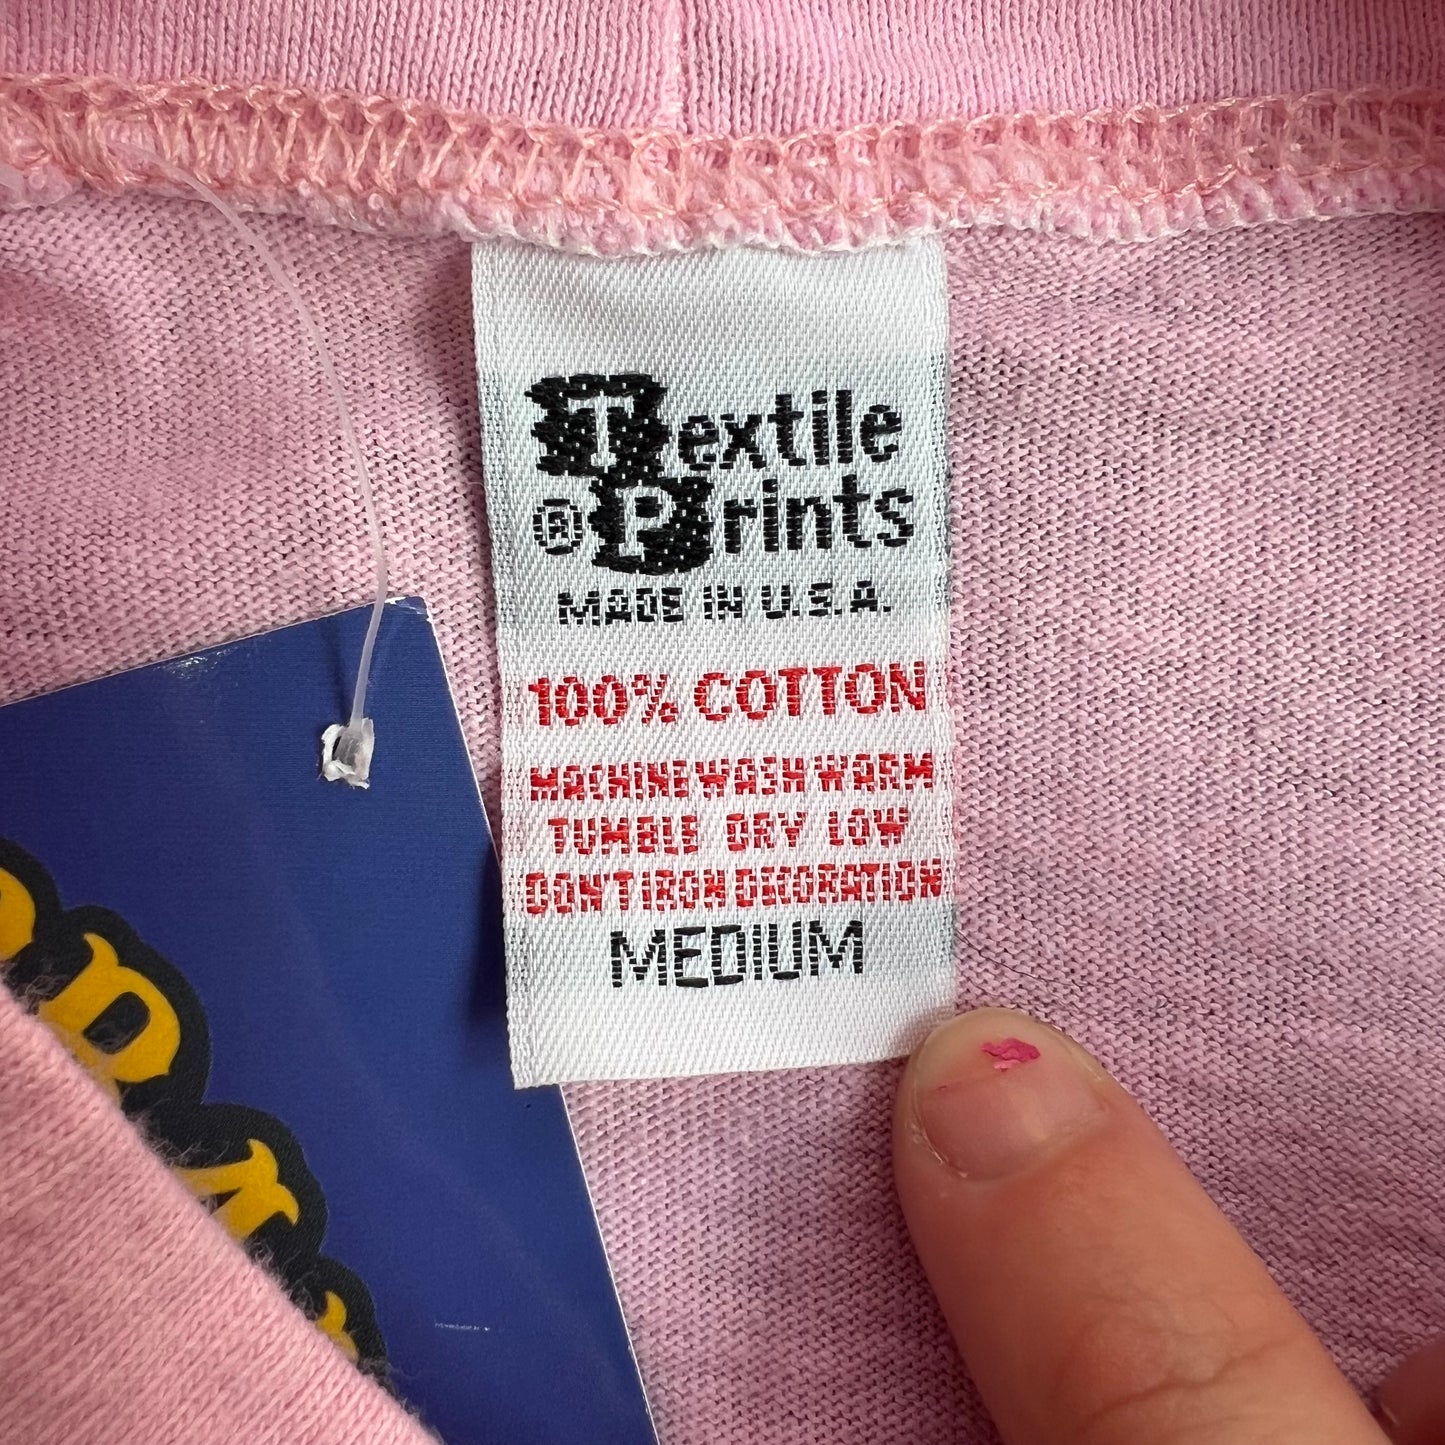 Textile
® Prints
MADE IN U.S.A.
100% COTTON
MACHINE WASH WARM
TUMBLE DRY LOW
DON'T IRON DECORATION
MEDIUM